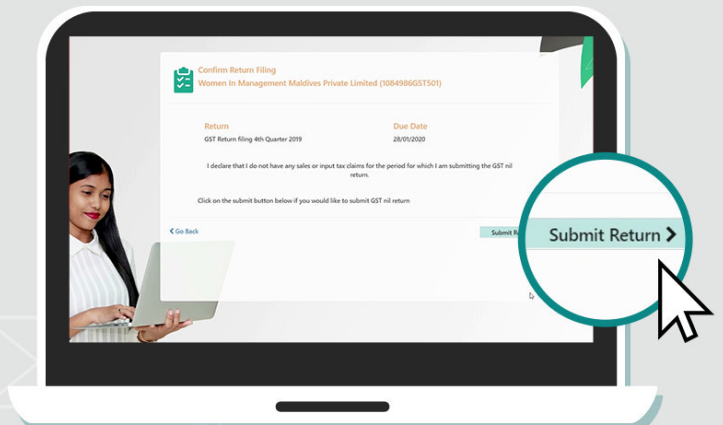 Confirm Return Filing
Women In Management Maldives Private Limited (1084986GST501)
Return
Due Date
GST Return filing 4th Quarter 2019
28/01/2020
I declare that I do not have any sales or input tax claims for the period for which I am submitting the GST nil
return.
Click on the submit button below if you would like to submit GST nil return
Go Back
Submit R
Submit Return